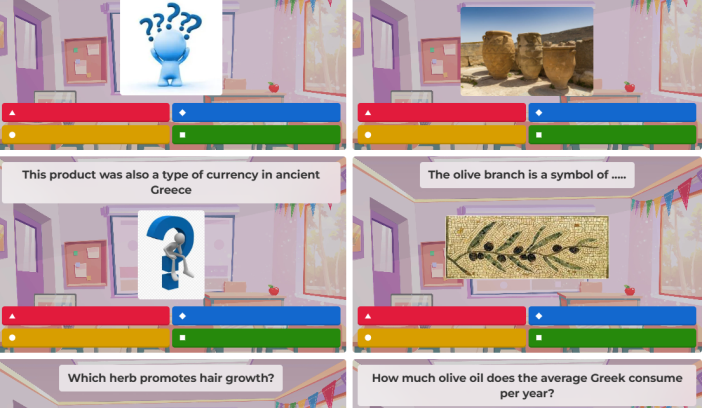 This product was also a type of currency in ancient
Greece
The olive branch is a symbol of .....
Which herb promotes hair growth?
How much olive oil does the average Greek consume
per year?